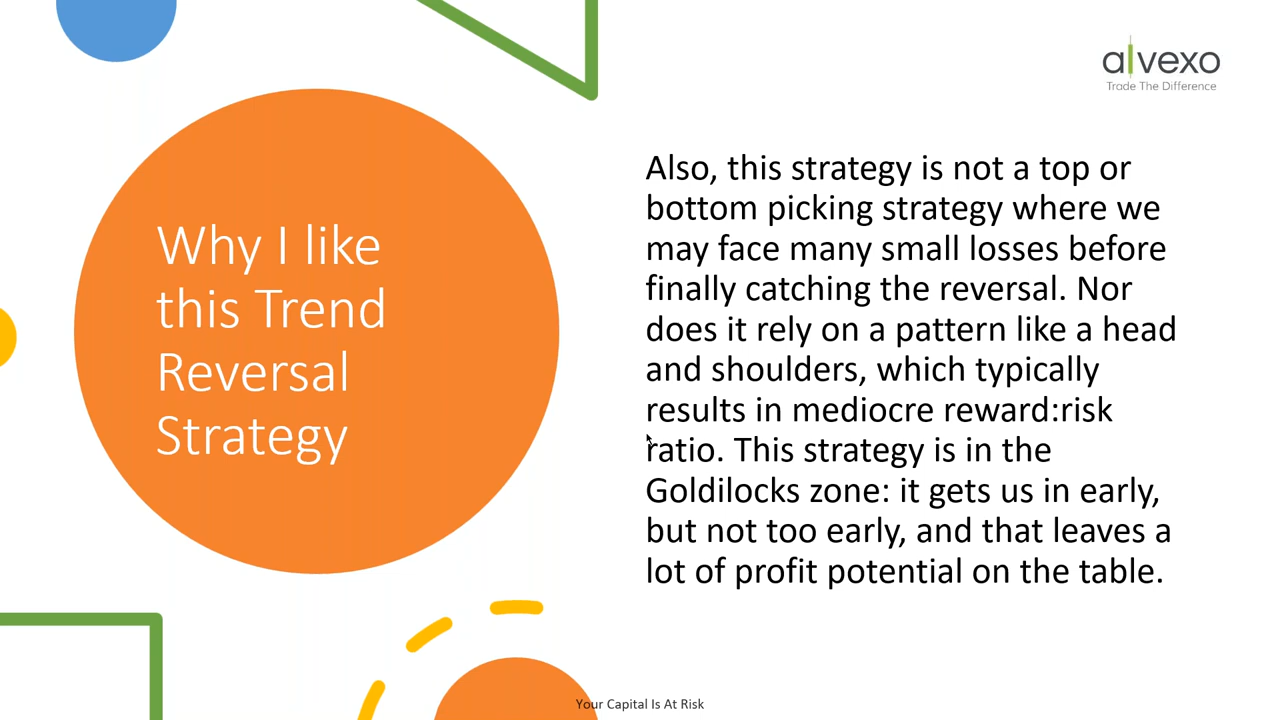 alvexo
Trade The Difference
Why I like
this Trend
Reversal
Strategy
Also, this strategy is not a top or
bottom picking strategy where we
may face many small losses before
finally catching the reversal. Nor
does it rely on a pattern like a head
and shoulders, which typically
results in mediocre reward:risk
ratio. This strategy is in the
Goldilocks zone: it gets us in early,
but not too early, and that leaves a
lot of profit potential on the table.
Your Capital Is At Risk